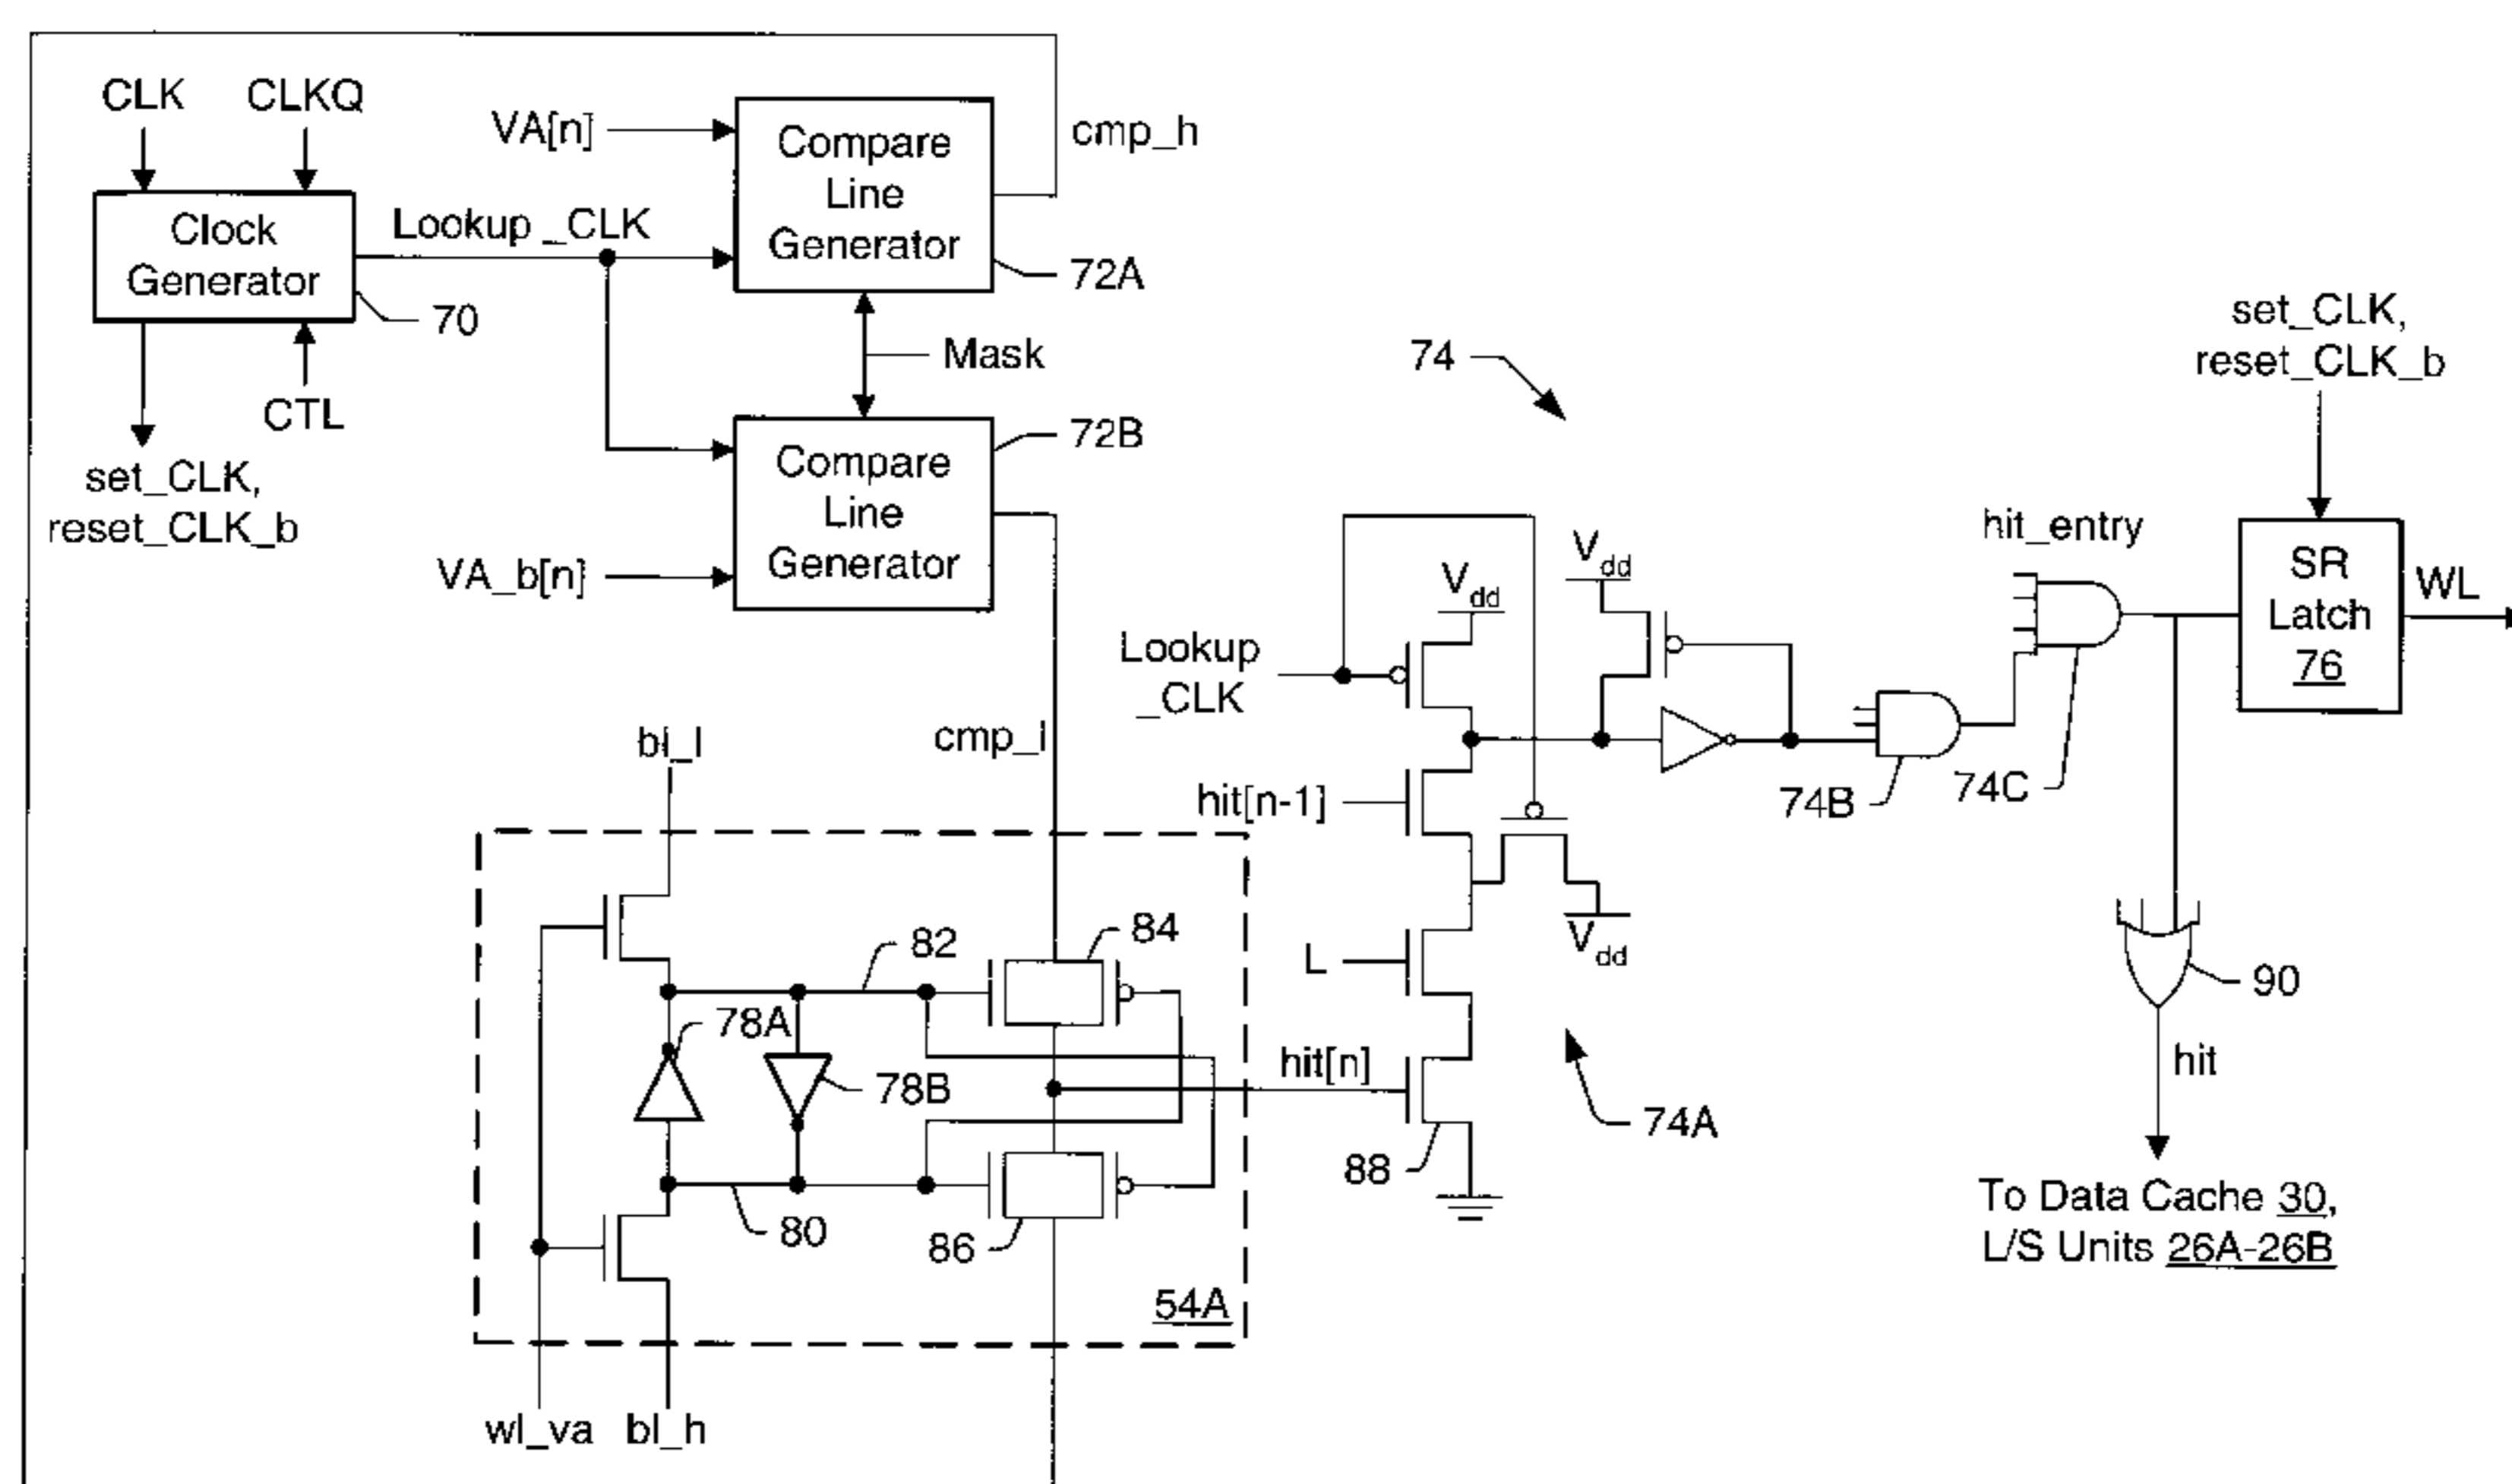 CLK
CLKQ
VA[n]
Compare
Line
Generator
cmp_h
Clock
Generator
Lookup_CLK
72A
70
Mask
CTL
set_CLK,
reset_CLK_b
72B
Compare
Line
Generator
VA_b[n]
74
set_CLK,
reset_CLK_b
hit_entry
SR
Latch
76
WL
Vdd
Vdd
Lookup
_CLK
cmp_l
bl_l
hit[n-1]
74B
74C
Vdd
L
84
82
78A
78B
hit[n]
74A
88
90
hit
80
86
54A
To Data Cache 30,
L/S Units 26A-26B
wl_va
bl_h